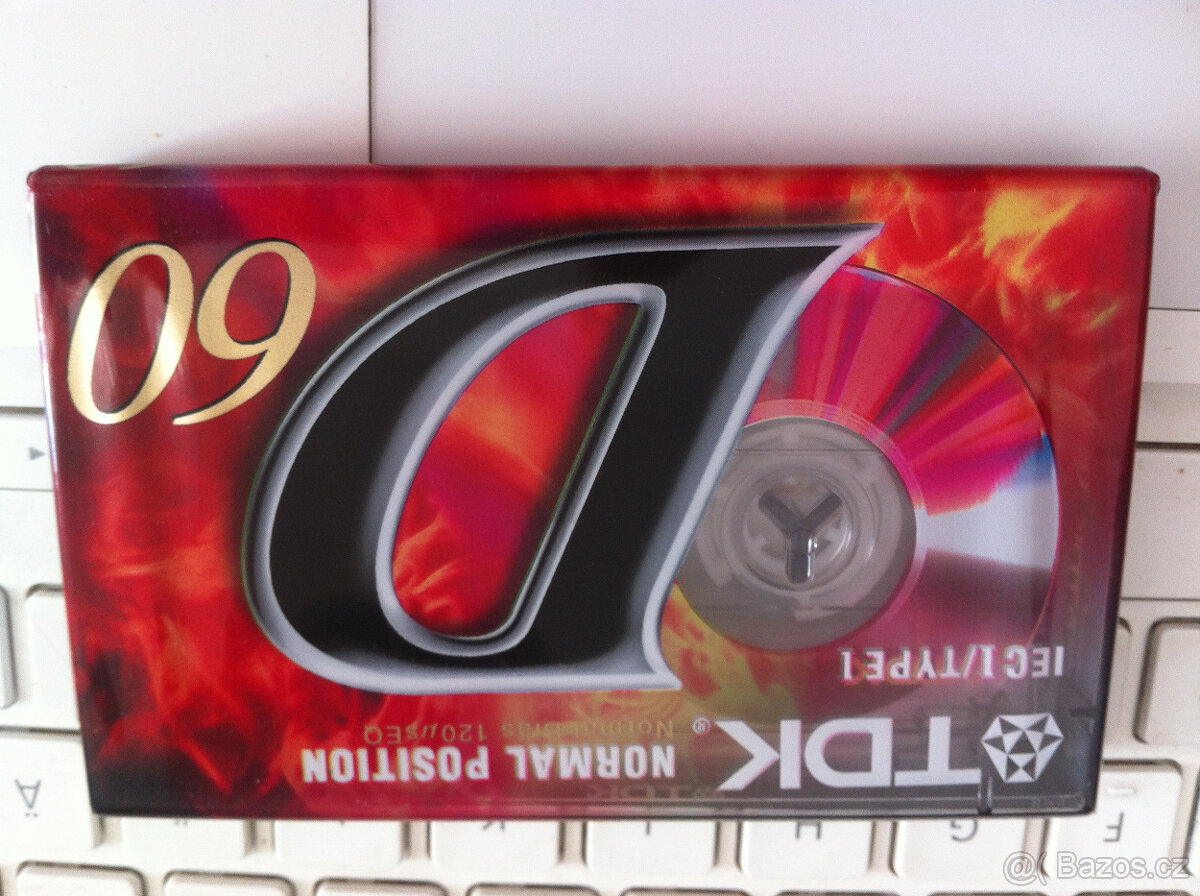 TDK®
NORMAL POSITION
Normal Bias 120µsEQ
IEC I/TYPE I
D
60
F G H J K Ä
@( Bazos.cz